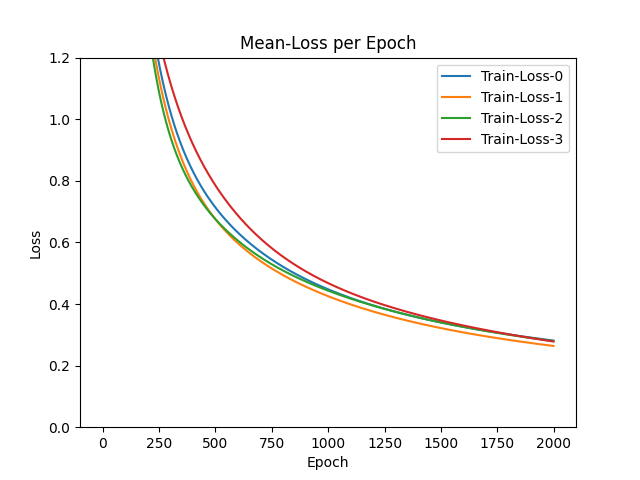 Mean-Loss per Epoch
Train-Loss-0
Train-Loss-1
Train-Loss-2
Train-Loss-3
Loss
1.2
1.0
0.8
0.6
0.4
0.2
0.0
0 250 500 750 1000 1250 1500 1750 2000
Epoch